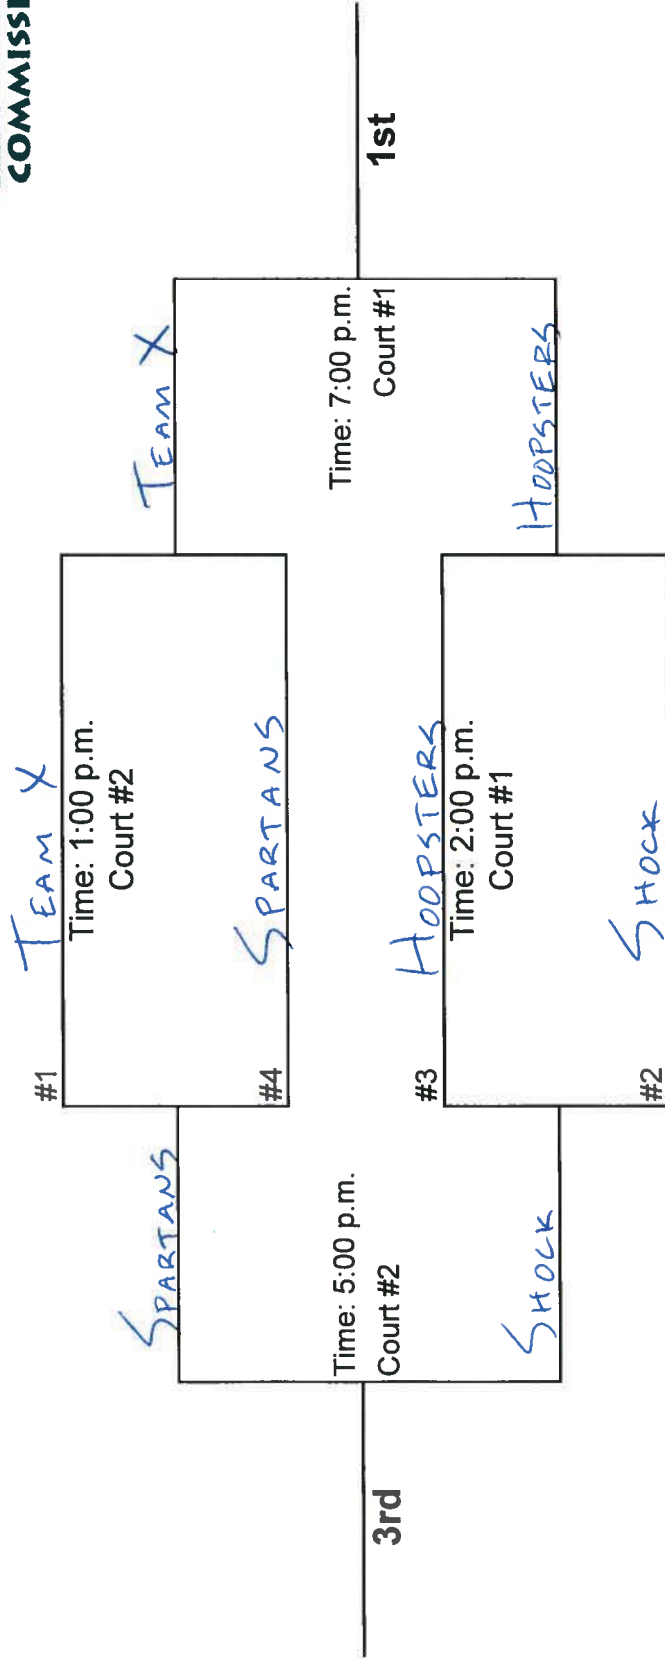 COMMISSI
TEAM X
#1
Time: 1:00 p.m.
Court #2
SPARTANS
TEAM X
#4
SPARTANS
3rd
Time: 5:00 p.m.
Court #2
Time: 7:00 p.m.
Court #1
1st
HOOPSTERS
#3
Time: 2:00 p.m.
Court #1
SHOCK
HOOPSTERS
#2
SHOCK